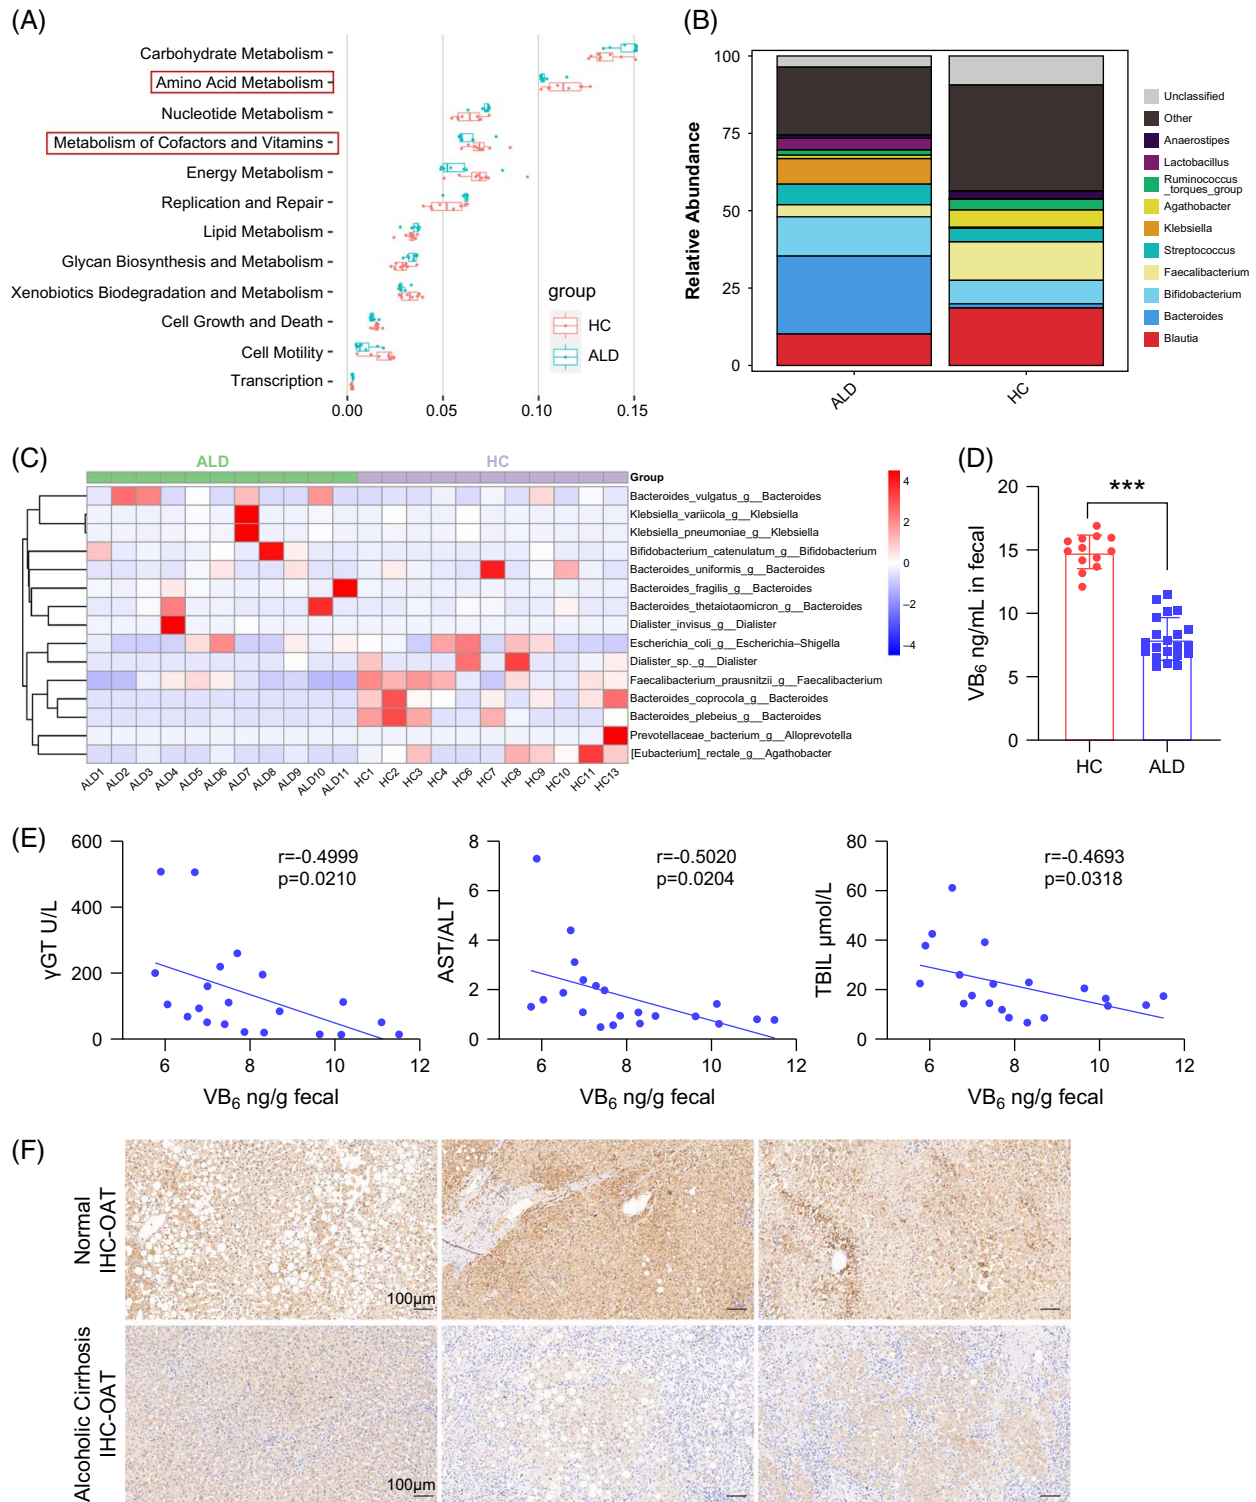 (A)
Carbohydrate Metabolism
Amino Acid Metabolism
Nucleotide Metabolism
Metabolism of Cofactors and Vitamins
Energy Metabolism
Replication and Repair
Lipid Metabolism
Glycan Biosynthesis and Metabolism
Xenobiotics Biodegradation and Metabolism
Cell Growth and Death
Cell Motility
Transcription
0.00 0.05 0.10 0.15
group
HC
ALD
(B)
Relative Abundance
100
75
50
25
0
ALD HC
Unclassified
Other
Anaerostipes
Lactobacillus
Ruminococcus
_torques_group
Agathobacter
Klebsiella
Streptococcus
Faecalibacterium
Bifidobacterium
Bacteroides
Blautia
(C)
ALD HC
Group
Bacteroides_vulgatus_g__Bacteroides
Klebsiella_variicola_g__Klebsiella
Klebsiella_pneumoniae_g__Klebsiella
Bifidobacterium_catenulatum_g__Bifidobacterium
Bacteroides_uniformis_g__Bacteroides
Bacteroides_fragilis_g__Bacteroides
Bacteroides_thetaiotaomicron_g__Bacteroides
Dialister_invisus_g__Dialister
Escherichia_coli_g__Escherichia–Shigella
Dialister_sp._g__Dialister
Faecalibacterium_prausnitzii_g__Faecalibacterium
Bacteroides_coprocola_g__Bacteroides
Bacteroides_plebeius_g__Bacteroides
Prevotellaceae_bacterium_g__Alloprevotella
[Eubacterium]_rectale_g__Agathobacter
ALD1 ALD2 ALD3 ALD4 ALD5 ALD6 ALD7 ALD8 ALD9 ALD10 ALD11 HC1 HC2 HC3 HC4 HC6 HC7 HC8 HC9 HC10 HC11 HC13
4
2
0
−2
−4
(D)
VB6 ng/mL in fecal
20
15
10
5
0
***
HC ALD
(E)
γGT U/L
600
400
200
0
r=-0.4999
p=0.0210
6 8 10 12
VB6 ng/g fecal
AST/ALT
8
6
4
2
0
r=-0.5020
p=0.0204
6 8 10 12
VB6 ng/g fecal
TBIL μmol/L
80
60
40
20
0
r=-0.4693
p=0.0318
6 8 10 12
VB6 ng/g fecal
(F)
Normal
IHC-OAT
100μm
Alcoholic Cirrhosis
IHC-OAT
100μm